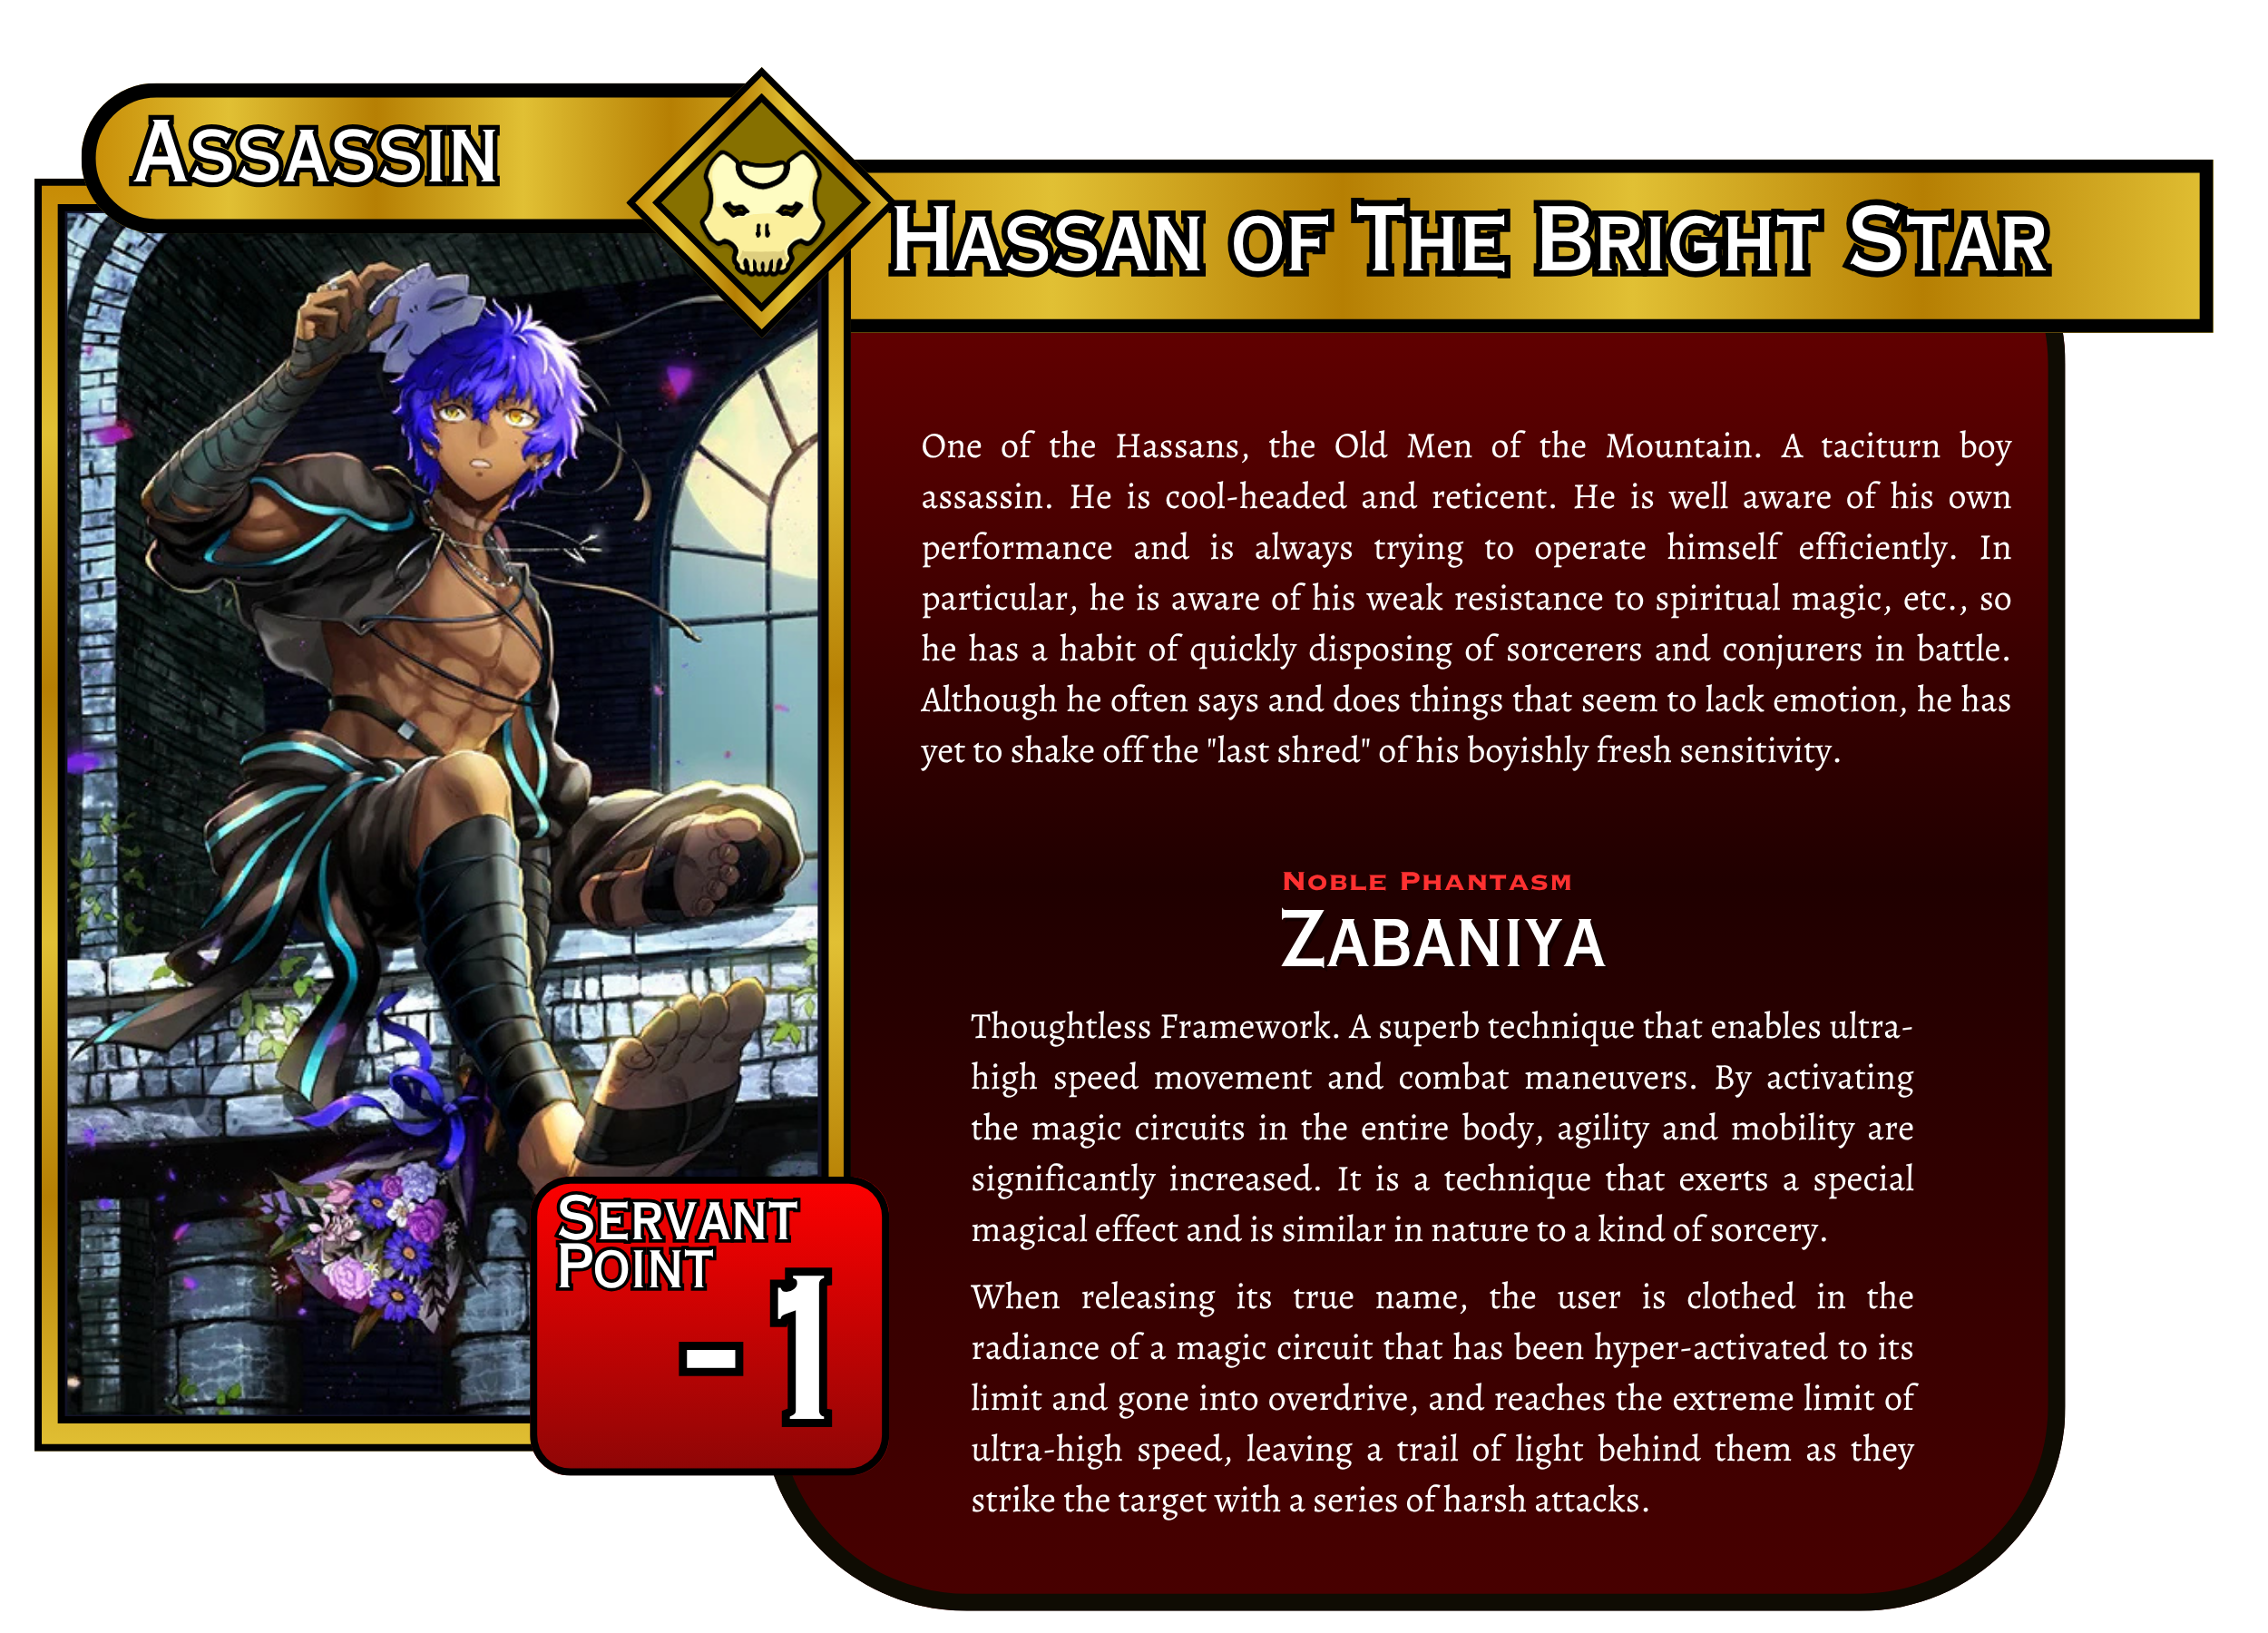 Assassin
Hassan of The Bright Star
One of the Hassans, the Old Men of the Mountain. A taciturn boy
assassin. He is cool-headed and reticent. He is well aware of his own
performance and is always trying to operate himself efficiently. In
particular, he is aware of his weak resistance to spiritual magic, etc., so
he has a habit of quickly disposing of sorcerers and conjurers in battle.
Although he often says and does things that seem to lack emotion, he has
yet to shake off the "last shred" of his boyishly fresh sensitivity.
Noble Phantasm
Zabaniya
Thoughtless Framework. A superb technique that enables ultra-
high speed movement and combat maneuvers. By activating
the magic circuits in the entire body, agility and mobility are
significantly increased. It is a technique that exerts a special
magical effect and is similar in nature to a kind of sorcery.
When releasing its true name, the user is clothed in the
radiance of a magic circuit that has been hyper-activated to its
limit and gone into overdrive, and reaches the extreme limit of
ultra-high speed, leaving a trail of light behind them as they
strike the target with a series of harsh attacks.
Servant
Point
-1